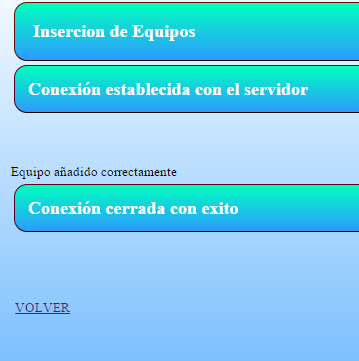 Insercion de Equipos
Conexión establecida con el servidor
Equipo añadido correctamente
Conexión cerrada con exito
VOLVER